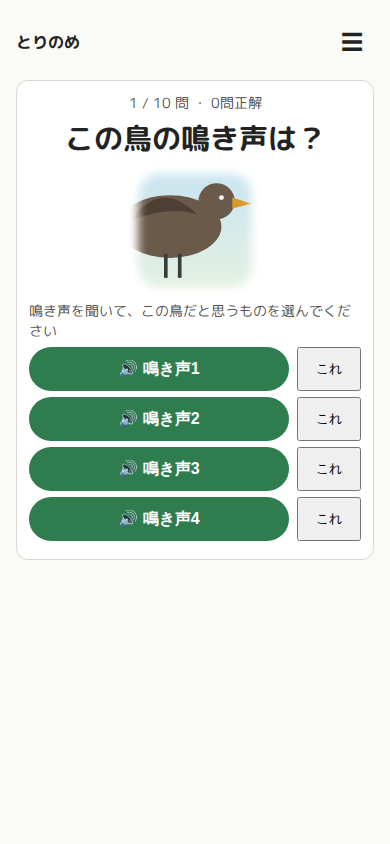 とりのめ
1 / 10 問 · 0問正解
この鳥の鳴き声は？
鳴き声を聞いて、この鳥だと思うものを選んでくだ
さい
🔊 鳴き声1
これ
🔊 鳴き声2
これ
🔊 鳴き声3
これ
🔊 鳴き声4
これ